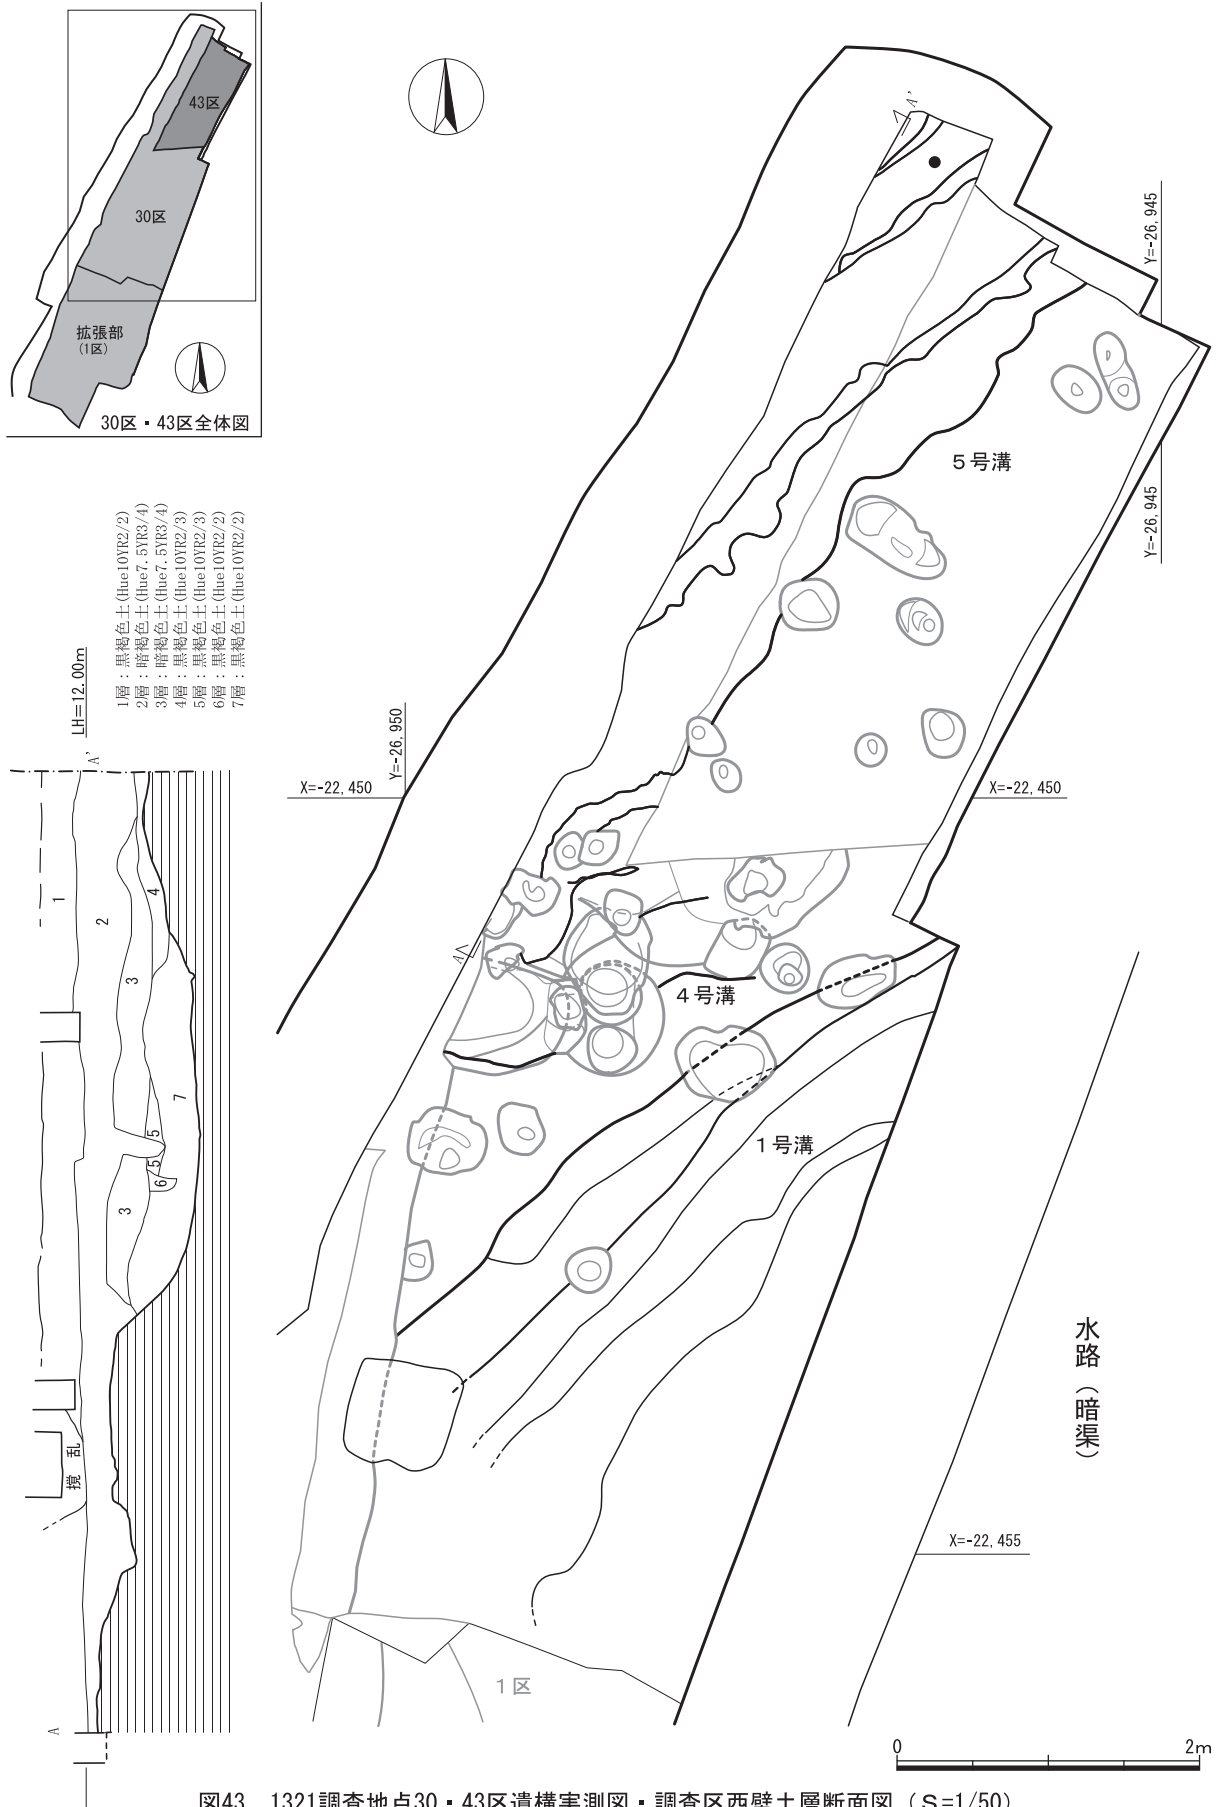 43区
30区
拡張部
(1区)
30区・43区全体図
A'
Y=-26,945
5号溝
Y=-26,945
1層：黒褐色土(Hue10YR2/2)
2層：暗褐色土(Hue7.5YR3/4)
3層：暗褐色土(Hue7.5YR3/4)
4層：黒褐色土(Hue10YR2/3)
5層：黒褐色土(Hue10YR2/3)
6層：黒褐色土(Hue10YR2/2)
7層：黒褐色土(Hue10YR2/2)
LH=12.00m
A'
Y=-26,950
X=-22,450
X=-22,450
1
2
4
3
7
5
5
6
3
攪乱
A
A
4号溝
1号溝
水路（暗渠）
X=-22,455
1区
0
2m
図43 1321調査地点30・43区遺構実測図・調査区西壁土層断面図（S=1/50）